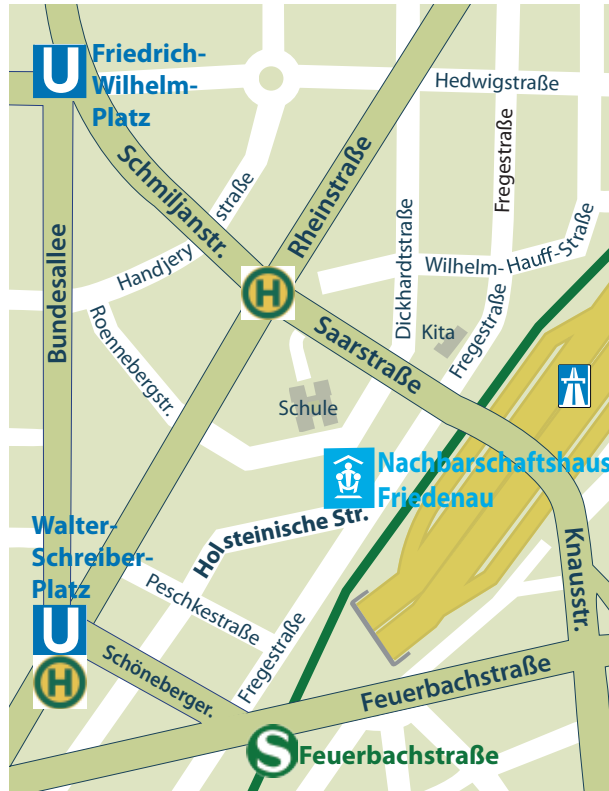 U
Friedrich-
Wilhelm-
Platz
Hedwigstraße
Fregestraße
Schmiljanstr.
Rheinstraße
Handjery
straße
Dickhardtstraße
Wilhelm-Hauff-Straße
Bundesallee
H
Roennebergstr.
Saarstraße
Kita
Fregestraße
Schule
Nachbarschaftshaus
Friedenau
Holsteinische Str.
Walter-
Schreiber-
Platz
U
H
Knausstr.
Peschkestraße
Fregestraße
Schöneberger.
Feuerbachstraße
S
Feuerbachstraße